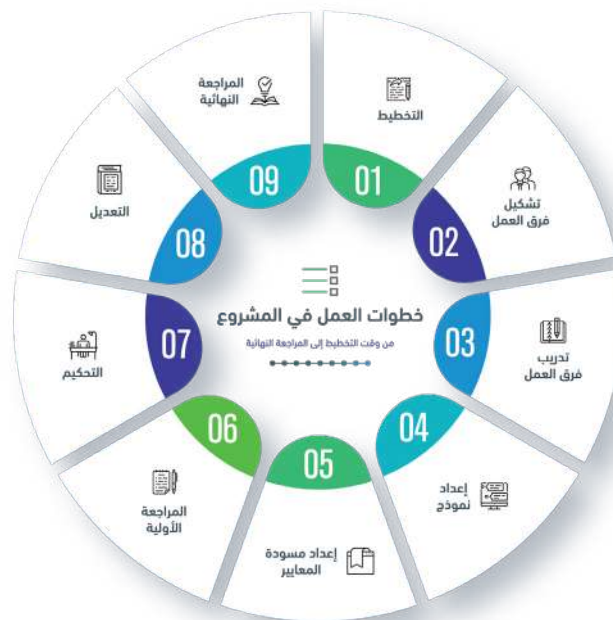 خطوات العمل في المشروع
من وقت التخطيط إلى المراجعة النهائية
01
التخطيط
02
تشكيل
فرق العمل
03
تدريب
فرق العمل
04
إعداد
نموذج
05
إعداد مسودة
المعايير
06
المراجعة
الأولية
07
التحكيم
08
التعديل
09
المراجعة
النهائية